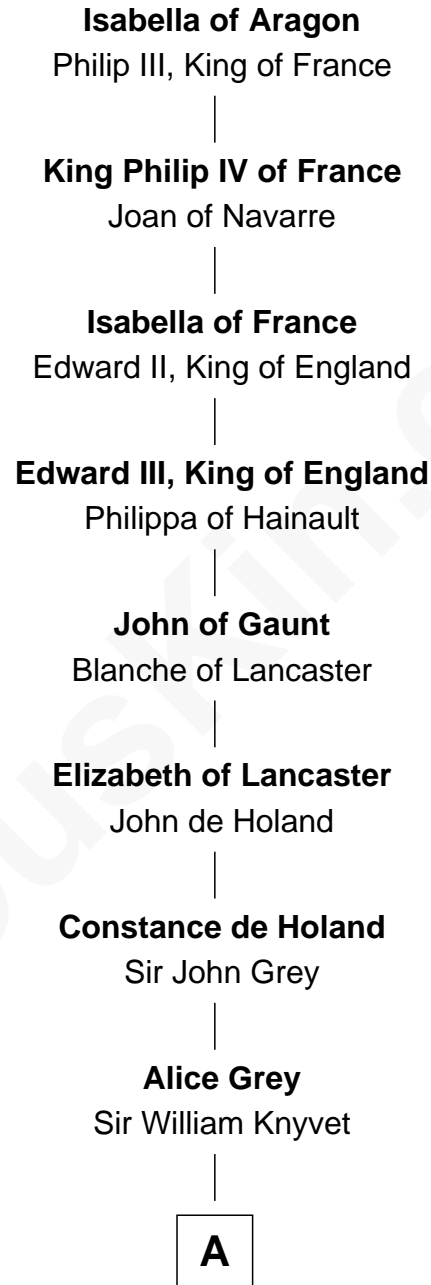 Isabella of Aragon
Philip III, King of France
King Philip IV of France
Joan of Navarre
Isabella of France
Edward II, King of England
Edward III, King of England
Philippa of Hainault
John of Gaunt
Blanche of Lancaster
Elizabeth of Lancaster
John de Holand
Constance de Holand
Sir John Grey
Alice Grey
Sir William Knyvet
A